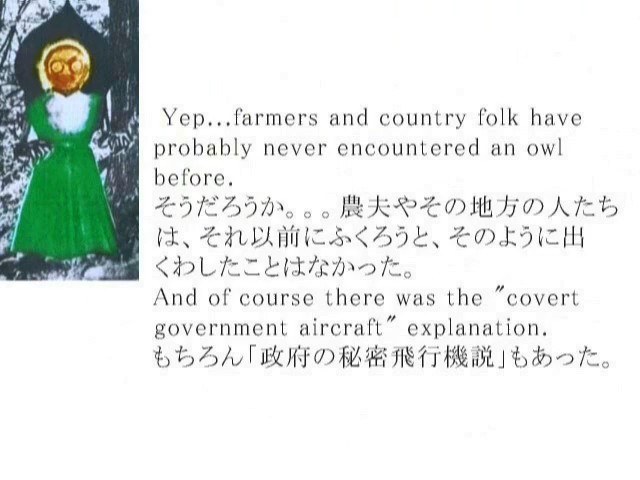 Yep...farmers and country folk have
probably never encountered an owl
before.
そうだろうか。。。農夫やその地方の人たち
は、それ以前にふくろうと、そのように出
くわしたことはなかった。
And of course there was the "covert
government aircraft" explanation.
もちろん「政府の秘密飛行機説」もあった。